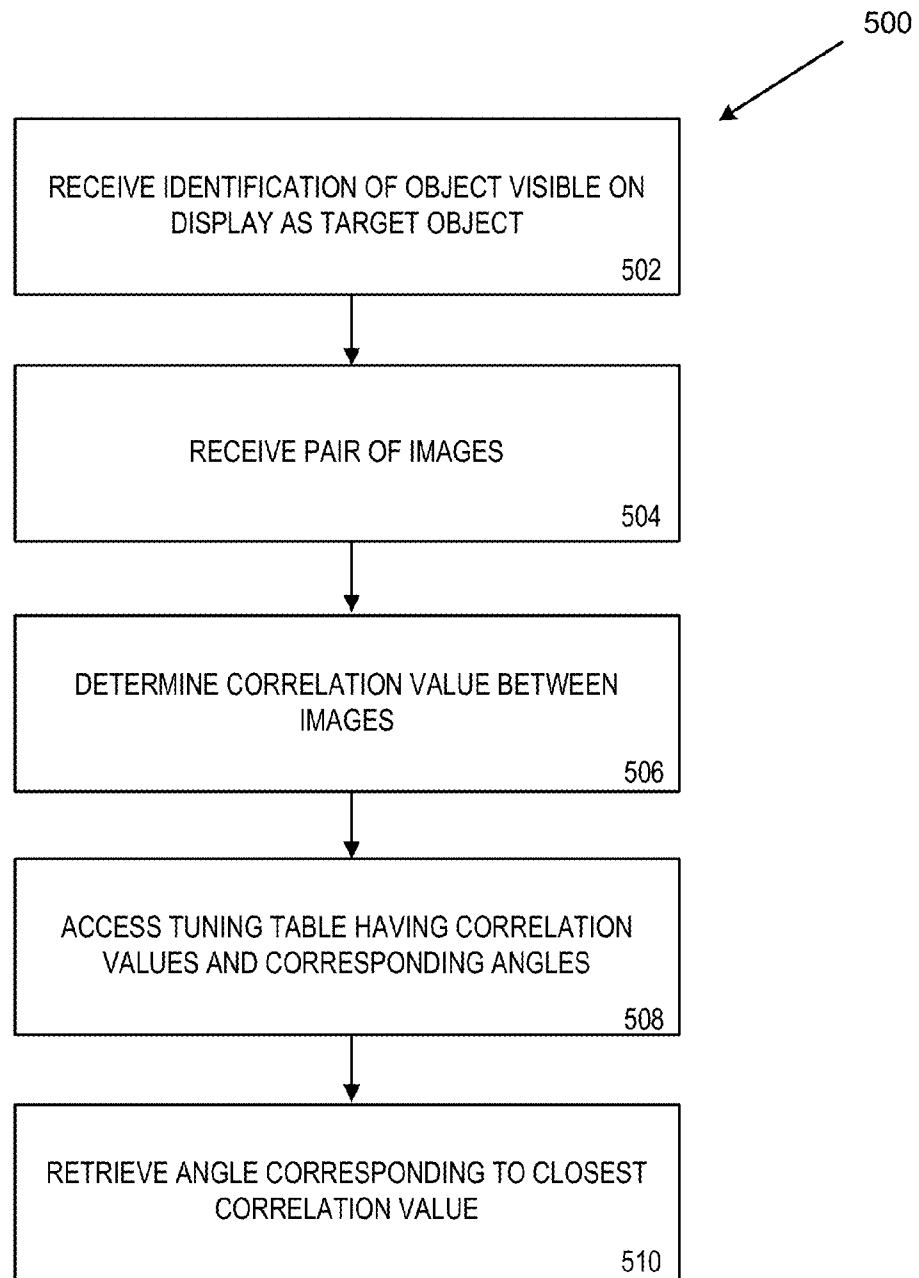 500
RECEIVE IDENTIFICATION OF OBJECT VISIBLE ON
DISPLAY AS TARGET OBJECT
502
RECEIVE PAIR OF IMAGES
504
DETERMINE CORRELATION VALUE BETWEEN
IMAGES
506
ACCESS TUNING TABLE HAVING CORRELATION
VALUES AND CORRESPONDING ANGLES
508
RETRIEVE ANGLE CORRESPONDING TO CLOSEST
CORRELATION VALUE
510